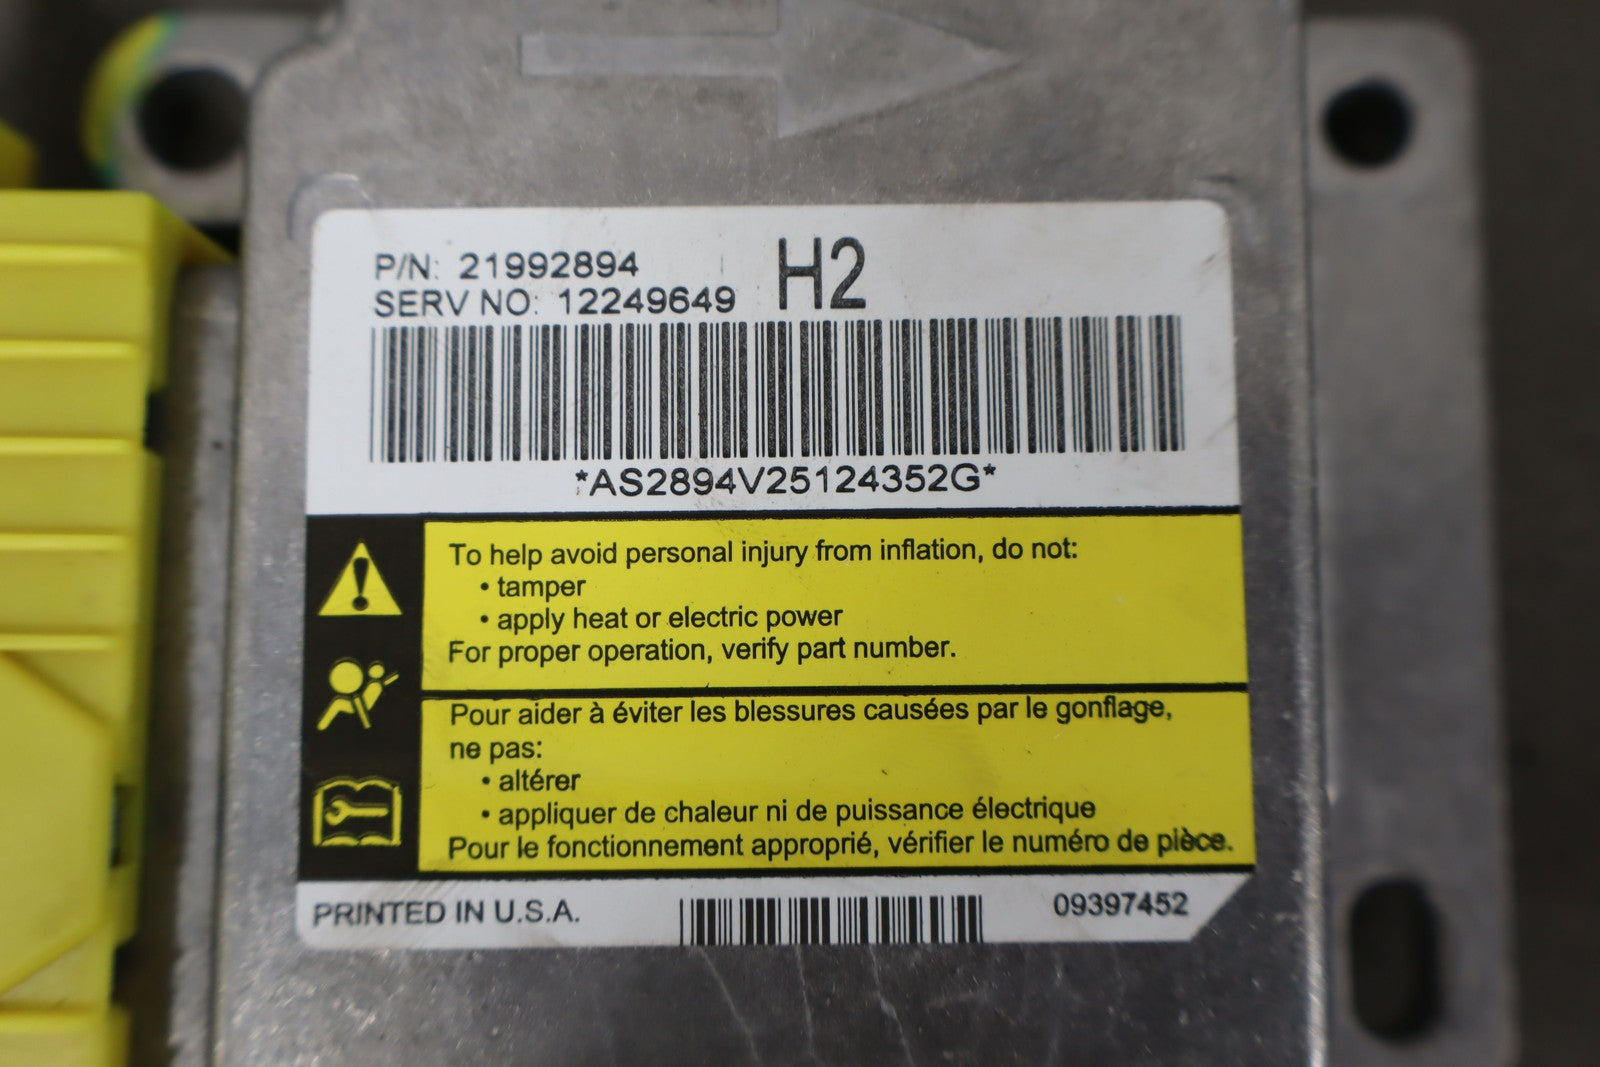 P/N: 21992894 H2
SERV NO: 12249649
*AS2894V25124352G*
To help avoid personal injury from inflation, do not:
• tamper
• apply heat or electric power
For proper operation, verify part number.
Pour aider à éviter les blessures causées par le gonflage,
ne pas:
• altérer
• appliquer de chaleur ni de puissance électrique
Pour le fonctionnement approprié, vérifier le numéro de pièce.
PRINTED IN U.S.A. 09397452